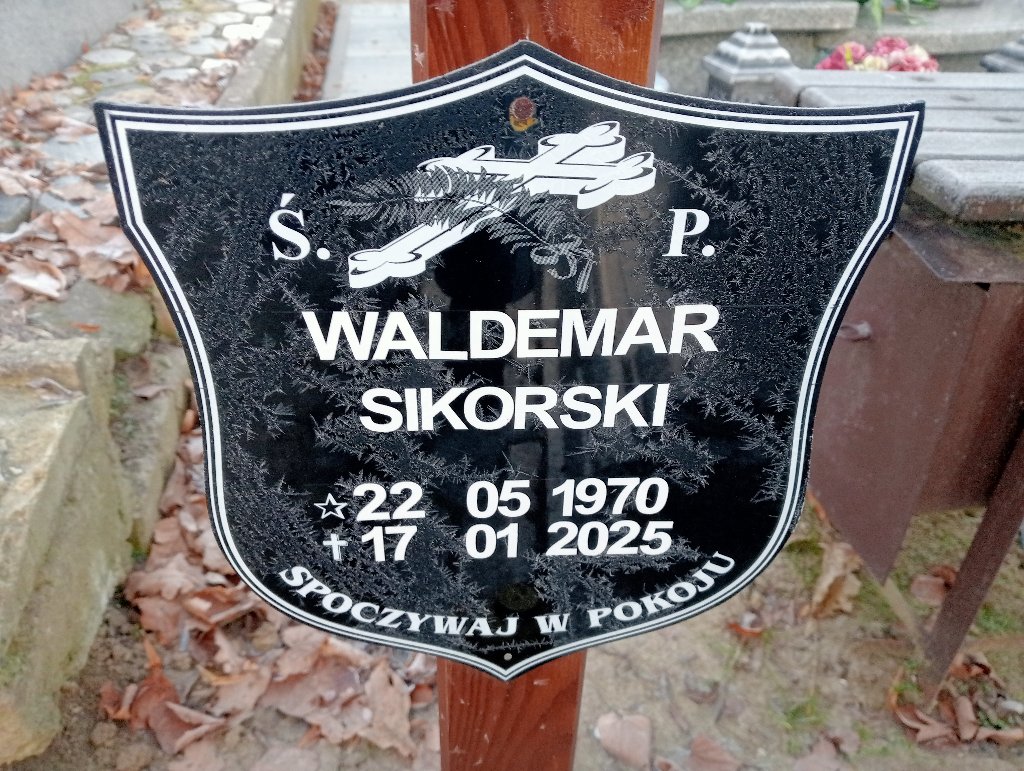 Ś. P.
WALDEMAR
SIKORSKI
☆22 05 1970
✝17 01 2025
SPOCZYWAJ W POKOJU